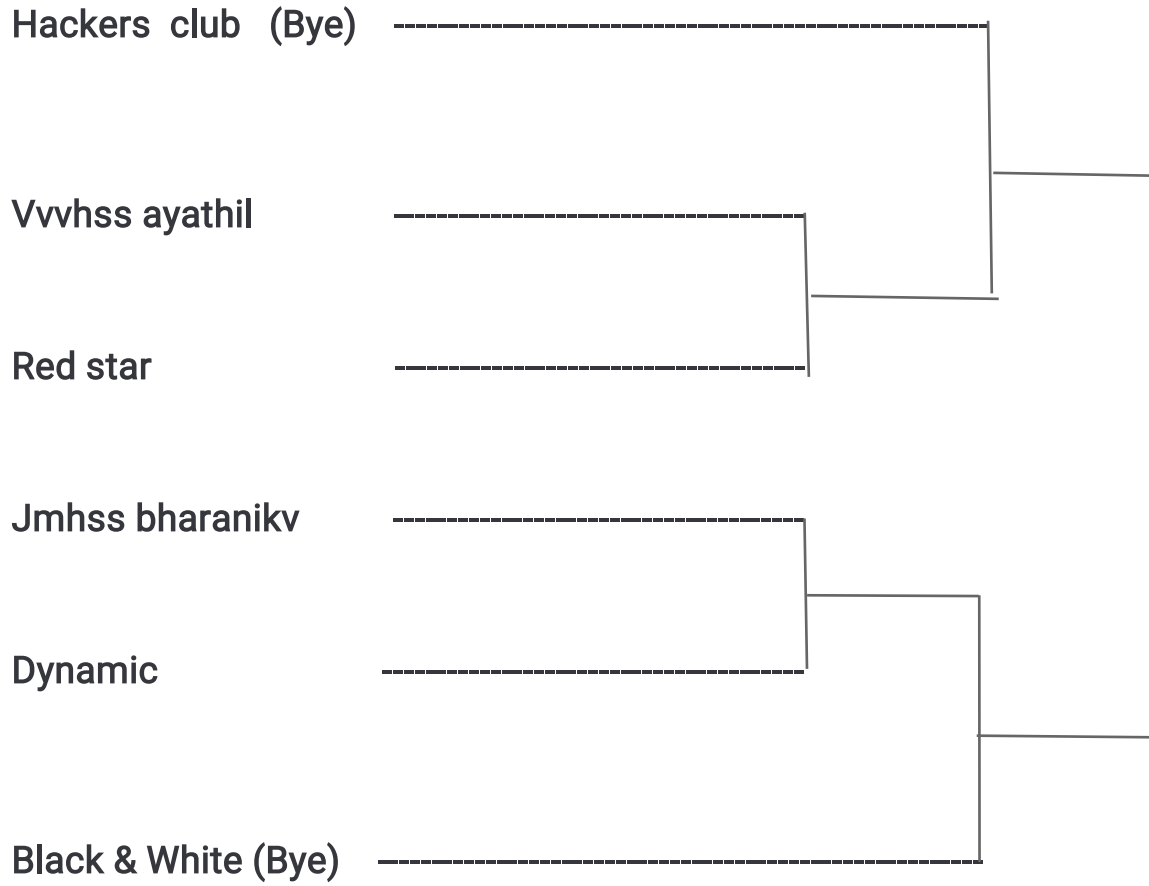 Hackers club (Bye)
Vvvhss ayathil
Red star
Jmhss bharanikv
Dynamic
Black & White (Bye)